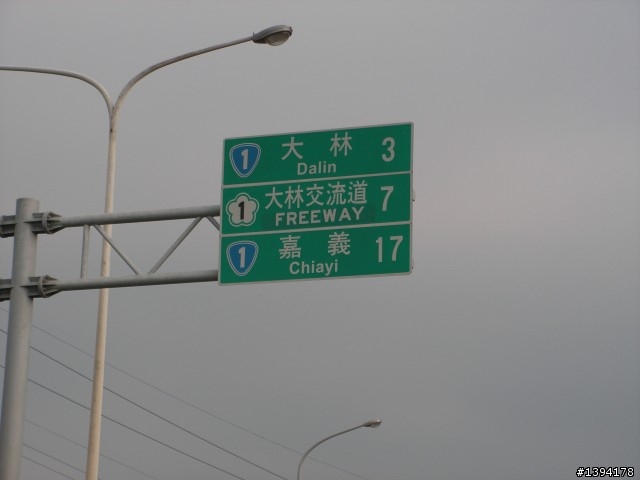 1 大林 3
Dalin
1 大林交流道 7
FREEWAY
1 嘉義 17
Chiayi
#1394178